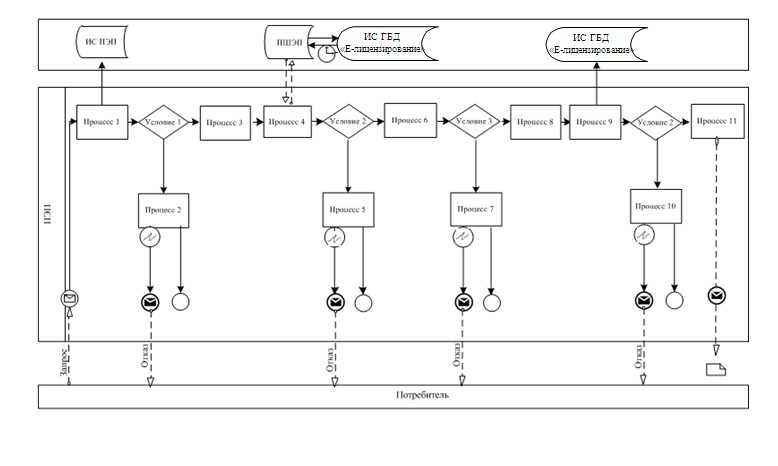 ИС ПЭП
ПШЭП
ИС ГБД
«Е-лицензирование»
ИС ГБД
«Е-лицензирование»
ПЭП
Процесс 1
Условие 1
Процесс 3
Процесс 4
Условие 2
Процесс 6
Условие 3
Процесс 8
Процесс 9
Условие 2
Процесс 11
Процесс 2
Процесс 5
Процесс 7
Процесс 10
Запрос
Отказ
Отказ
Отказ
Отказ
Потребитель